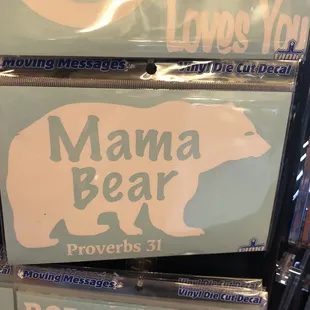 Loves You
Moving Messages Vinyl Die Cut Decal
Mama
Bear
Proverbs 31
Moving Messages Vinyl Die Cut Decal